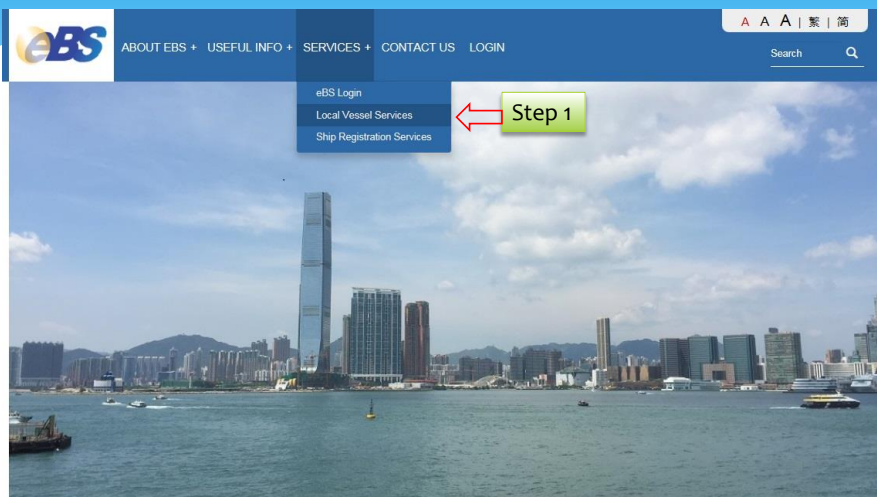 A A A | 繁 | 简
eBS ABOUT EBS + USEFUL INFO + SERVICES + CONTACT US LOGIN
Search
eBS Login
Local Vessel Services
Step 1
Ship Registration Services